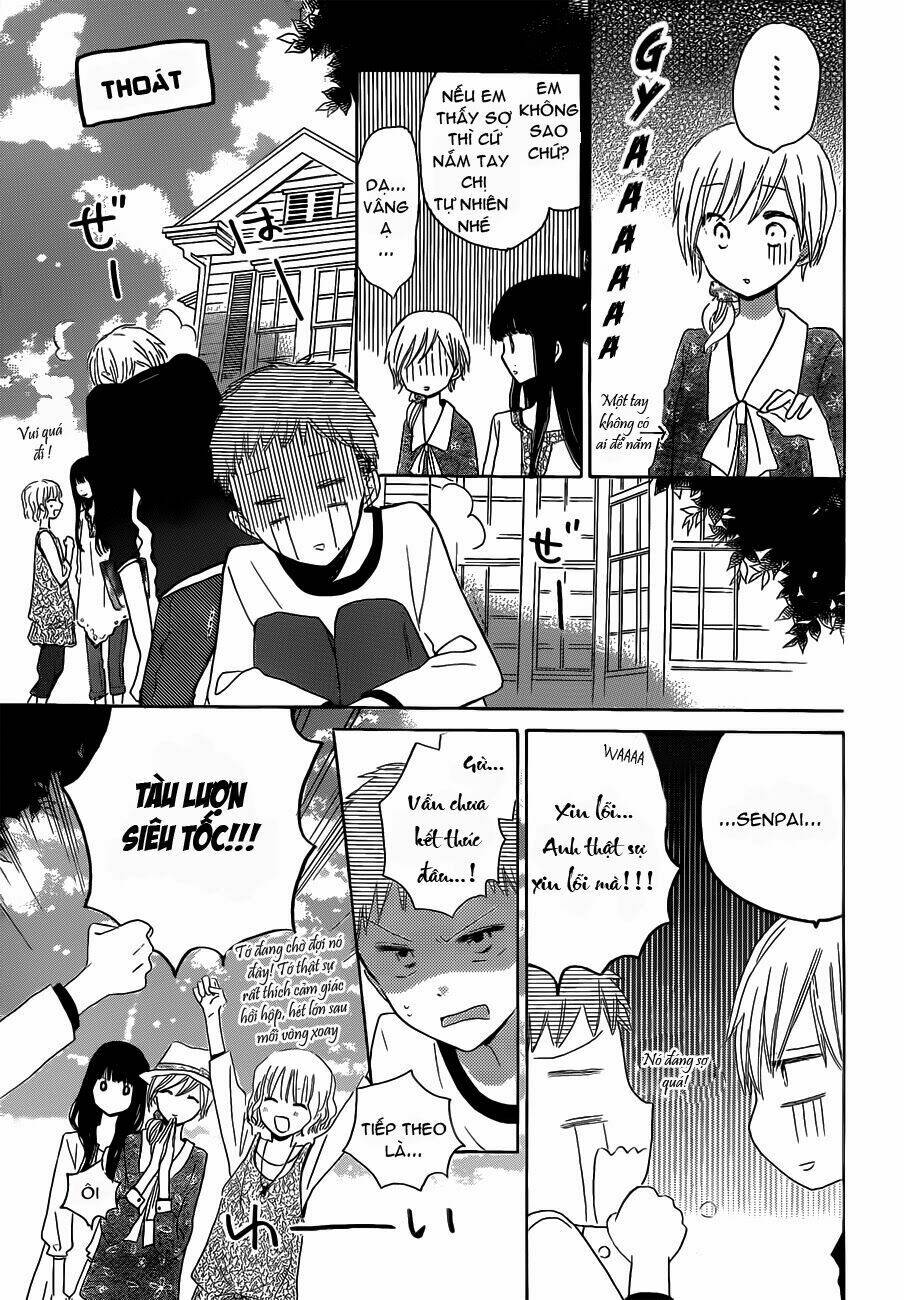 ......
GYAAAAAA
Một tay
không có
ai để nắm
EM
KHÔNG
SAO
CHỨ?
NẾU EM
THẤY SỢ
THÌ CỨ
NẮM TAY
CHỊ
TỰ NHIÊN
NHÉ
DẠ...
VÂNG
Ạ
...
THOÁT
はー
ぜー
Vui quá
đi !
ぜー
...SENPAI...
WAAAA
Xin lỗi...
Anh thật sự
xin lỗi mà!!!
Nó đáng sợ
quá!
Gừ...
Vẫn chưa
kết thúc
đâu...!
TIẾP THEO
LÀ...
TÀU LƯỢN
SIÊU TỐC!!!
Tớ đang chờ đợi nó
đây! Tớ thật sự
rất thích cảm giác
hồi hộp, hét lớn sau
mỗi vòng xoay
ÔI
わーい